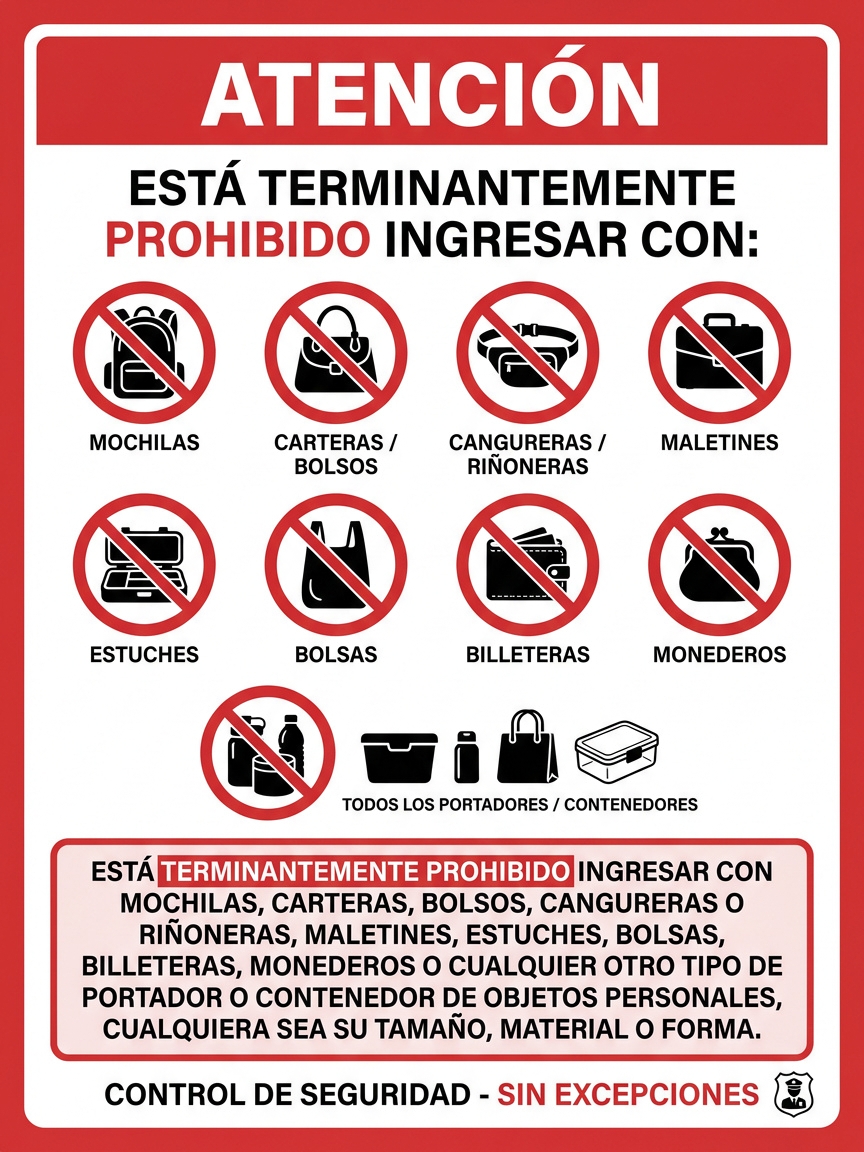 ATENCIÓN
ESTÁ TERMINANTEMENTE
PROHIBIDO INGRESAR CON:
MOCHILAS
CARTERAS /
BOLSOS
CANGURERAS /
RIÑONERAS
MALETINES
ESTUCHES
BOLSAS
BILLETERAS
MONEDEROS
TODOS LOS PORTADORES / CONTENEDORES
ESTÁ TERMINANTEMENTE PROHIBIDO INGRESAR CON
MOCHILAS, CARTERAS, BOLSOS, CANGURERAS O
RIÑONERAS, MALETINES, ESTUCHES, BOLSAS,
BILLETERAS, MONEDEROS O CUALQUIER OTRO TIPO DE
PORTADOR O CONTENEDOR DE OBJETOS PERSONALES,
CUALQUIERA SEA SU TAMAÑO, MATERIAL O FORMA.
CONTROL DE SEGURIDAD - SIN EXCEPCIONES